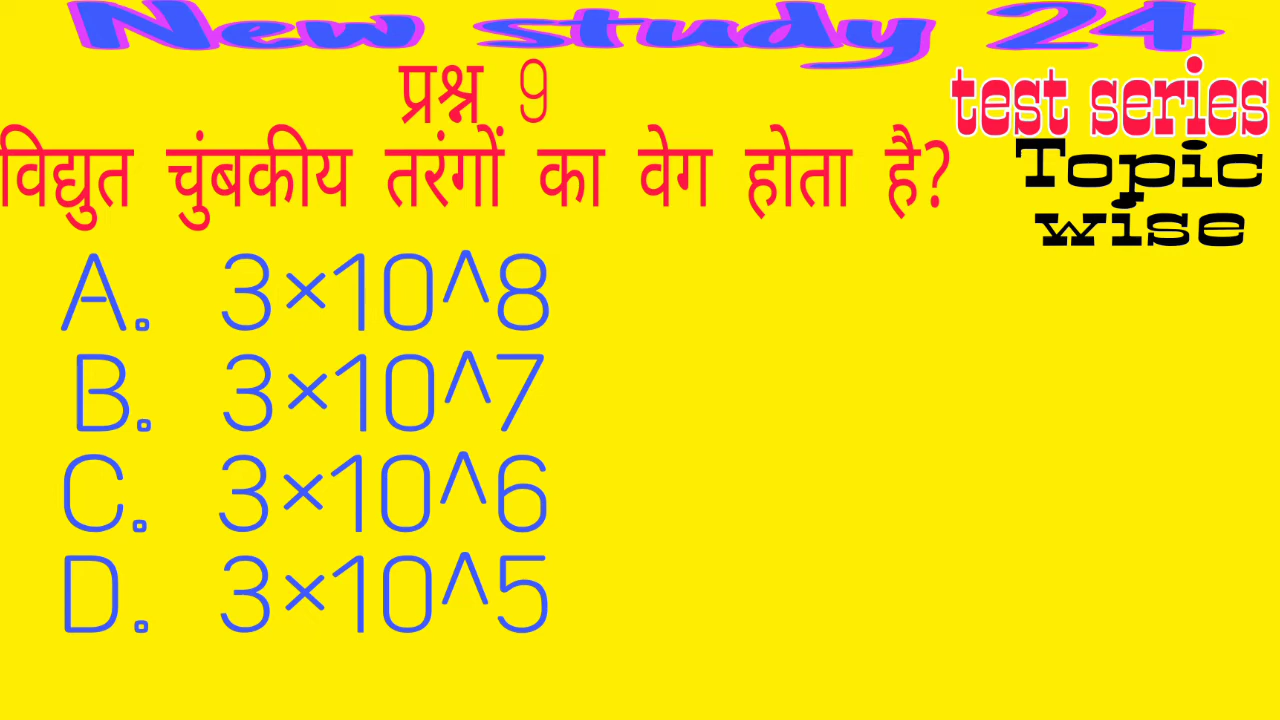 New study 24
प्रश्न 9
test series
विद्युत चुंबकीय तरंगों का वेग होता है?
Topic
wise
A. 3×10^8
B. 3×10^7
C. 3×10^6
D. 3×10^5